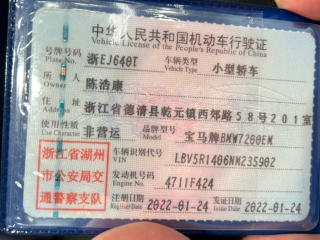 中华人民共和国机动车行驶证
Vehicle License of the People's Republic of China
号牌号码 浙EJ640T 车辆类型 小型轿车
Plate No. Vehicle Type
所有人 陈浩康
Owner
住址 浙江省德清县乾元镇西郊路58号201室
Address
使用性质 非营运 品牌型号 宝马牌BMW7200EM
Use Character Model
浙江省湖州
市公安局交
通警察支队
车辆识别代号 LBV5R1406NM235902
VIN
发动机号码 4711F424
Engine No.
注册日期 2022-01-24 发证日期 2022-01-24
Register Date Issue Date